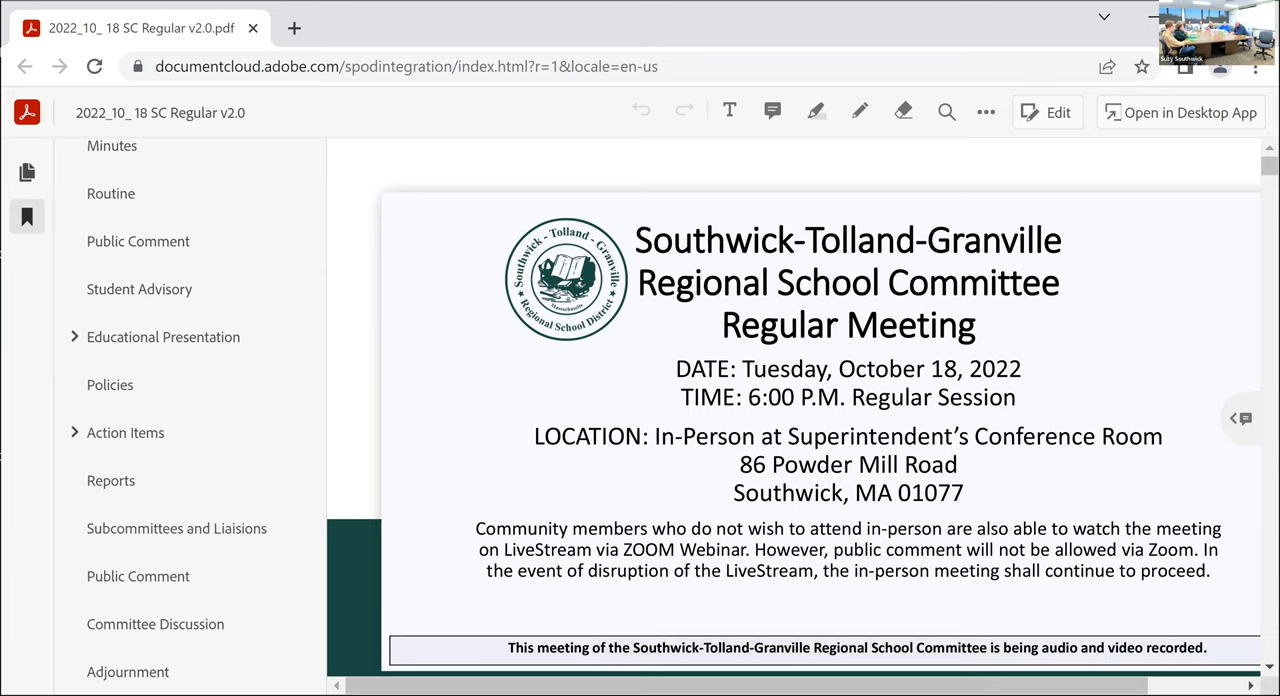 2022_10_ 18 SC Regular v2.0.pdf
Suzy Southwick
documentcloud.adobe.com/spodintegration/index.html?r=1&locale=en-us
2022_10_ 18 SC Regular v2.0
T
Edit
Open in Desktop App
Minutes
Routine
Public Comment
Student Advisory
Educational Presentation
Policies
Action Items
Reports
Subcommittees and Liaisions
Public Comment
Committee Discussion
Adjournment
Southwick - Tolland - Granville
Massachusetts
Regional School District
Southwick-Tolland-Granville
Regional School Committee
Regular Meeting
DATE: Tuesday, October 18, 2022
TIME: 6:00 P.M. Regular Session
LOCATION: In-Person at Superintendent’s Conference Room
86 Powder Mill Road
Southwick, MA 01077
Community members who do not wish to attend in-person are also able to watch the meeting
on LiveStream via ZOOM Webinar. However, public comment will not be allowed via Zoom. In
the event of disruption of the LiveStream, the in-person meeting shall continue to proceed.
This meeting of the Southwick-Tolland-Granville Regional School Committee is being audio and video recorded.